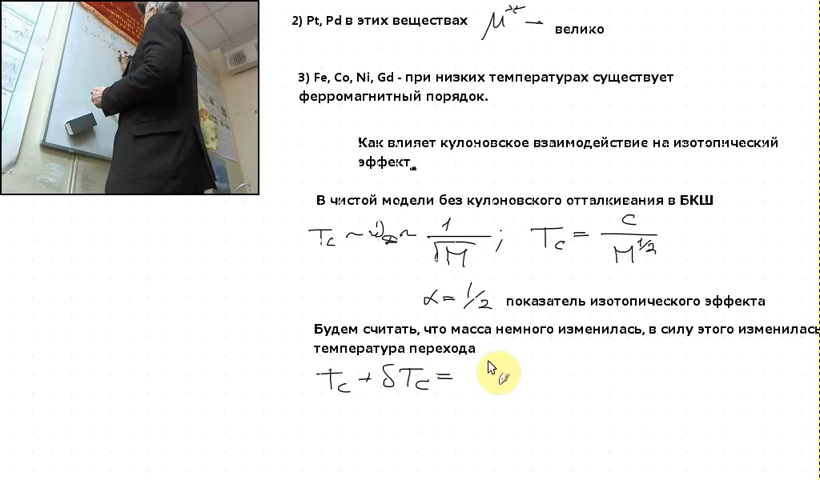 2) Pt, Pd в этих веществах μ* – велико
3) Fe, Co, Ni, Gd - при низких температурах существует
ферромагнитный порядок.
Как влияет кулоновское взаимодействие на изотопический
эффект
В чистой модели без кулоновского отталкивания в БКШ
Tc ~ ω_D ~ 1/√M ; Tc = C/M^{1/2}
α = 1/2 показатель изотопического эффекта
Будем считать, что масса немного изменилась, в силу этого изменилась
температура перехода
Tc + δTc =